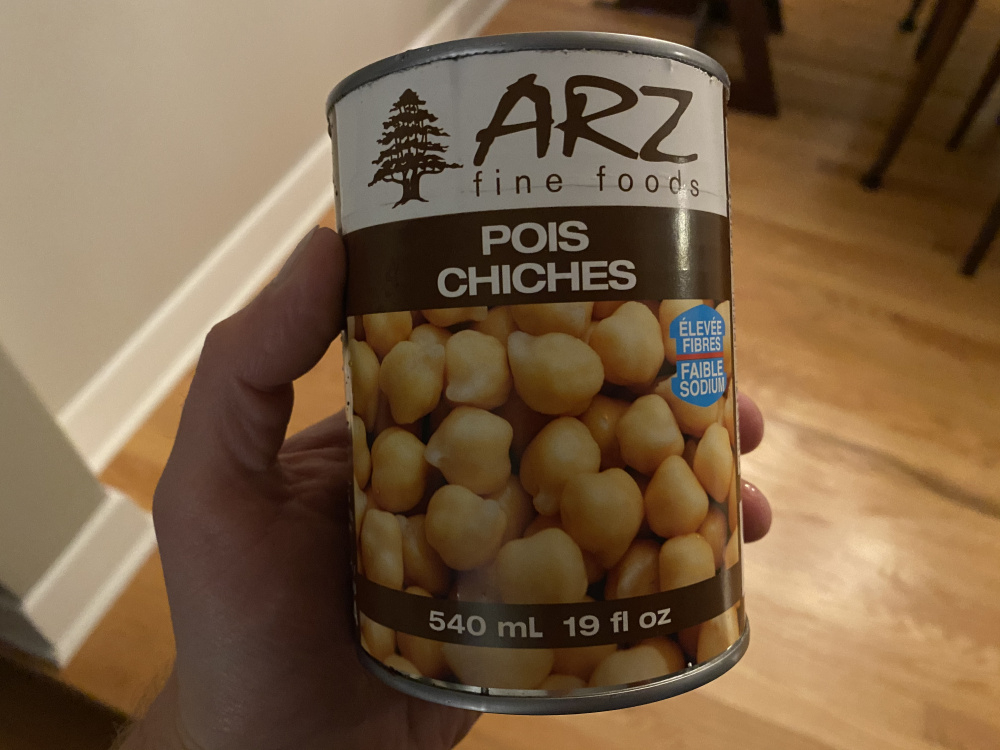 ARZ
fine foods
POIS
CHICHES
ÉLEVÉE
FIBRES
FAIBLE
SODIUM
540 mL 19 fl oz